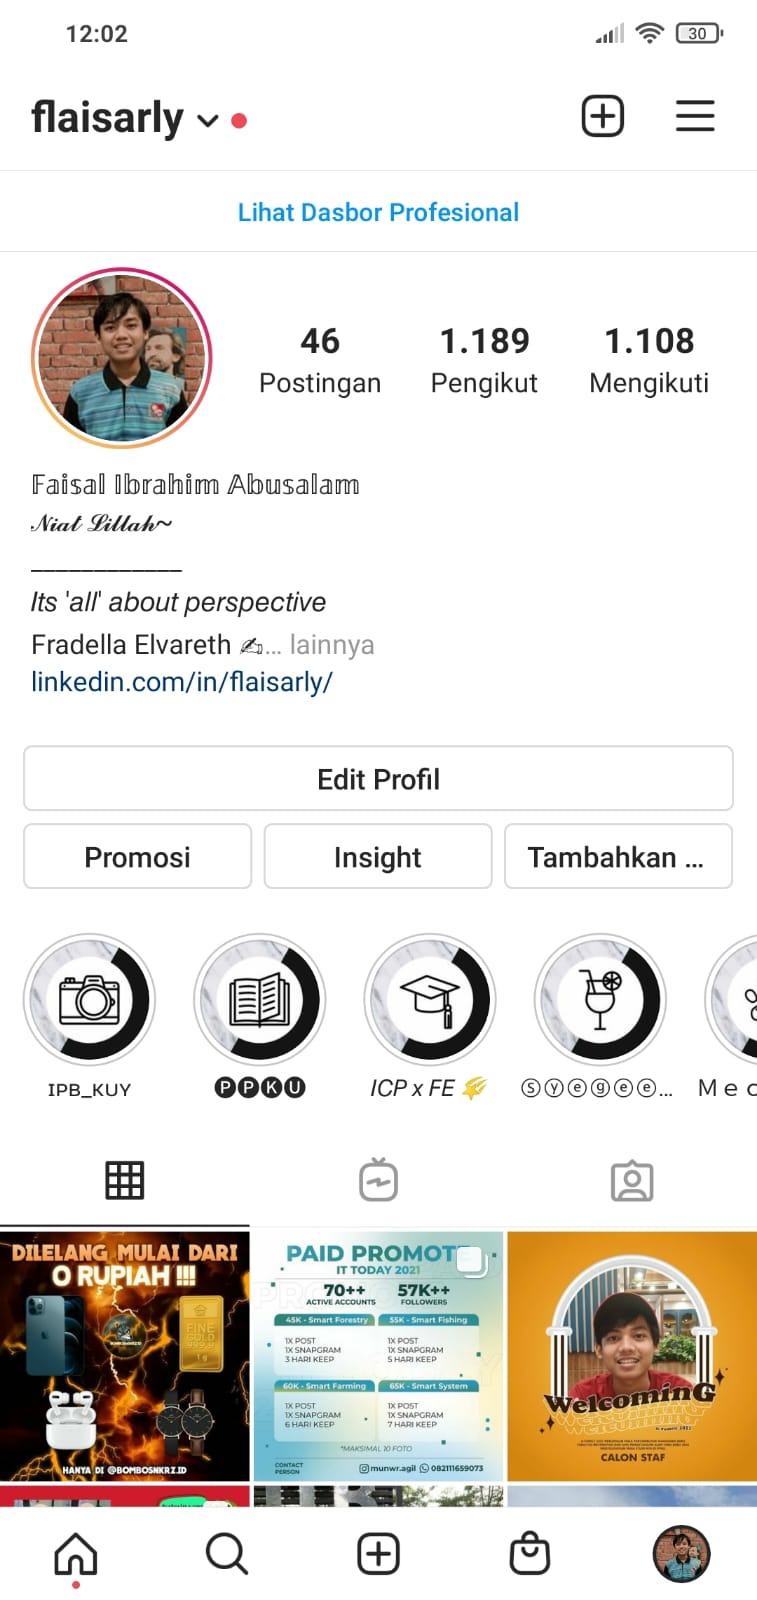 12:02
30
flaisarly
Lihat Dasbor Profesional
46
Postingan
1.189
Pengikut
1.108
Mengikuti
𝔽𝕒𝕚𝕤𝕒𝕝 𝕀𝕓𝕣𝕒𝕙𝕚𝕞 𝔸𝕓𝕦𝕤𝕒𝕝𝕒𝕞
𝓝𝓲𝓪𝓽 𝓛𝓲𝓵𝓵𝓪𝓱~
____________
𝘐𝘵𝘴 '𝘢𝘭𝘭' 𝘢𝘣𝘰𝘶𝘵 𝘱𝘦𝘳𝘴𝘱𝘦𝘤𝘵𝘪𝘷𝘦
Fradella Elvareth ✍... lainnya
linkedin.com/in/flaisarly/
Edit Profil
Promosi
Insight
Tambahkan ...
IPB_KUY
🅟🅟🅚🅤
𝘐𝘊𝘗 𝘹 𝘍𝘌 🌠
Ⓢⓨⓔⓖⓔⓔ...
M e c
DILELANG MULAI DARI
0 RUPIAH !!!
FINE
GOLD
999.9
1g
HANYA DI @BOMBOSNKRZ.ID
PAID PROMOTE
IT TODAY 2021
70++
ACTIVE ACCOUNTS
57K++
FOLLOWERS
45K - Smart Forestry
1X POST
1X SNAPGRAM
3 HARI KEEP
55K - Smart Fishing
1X POST
1X SNAPGRAM
5 HARI KEEP
60K - Smart Farming
1X POST
1X SNAPGRAM
6 HARI KEEP
65K - Smart System
1X POST
1X SNAPGRAM
7 HARI KEEP
*MAKSIMAL 10 FOTO
CONTACT
PERSON
munwr.agil
082111659073
WelcominG
CALON STAF